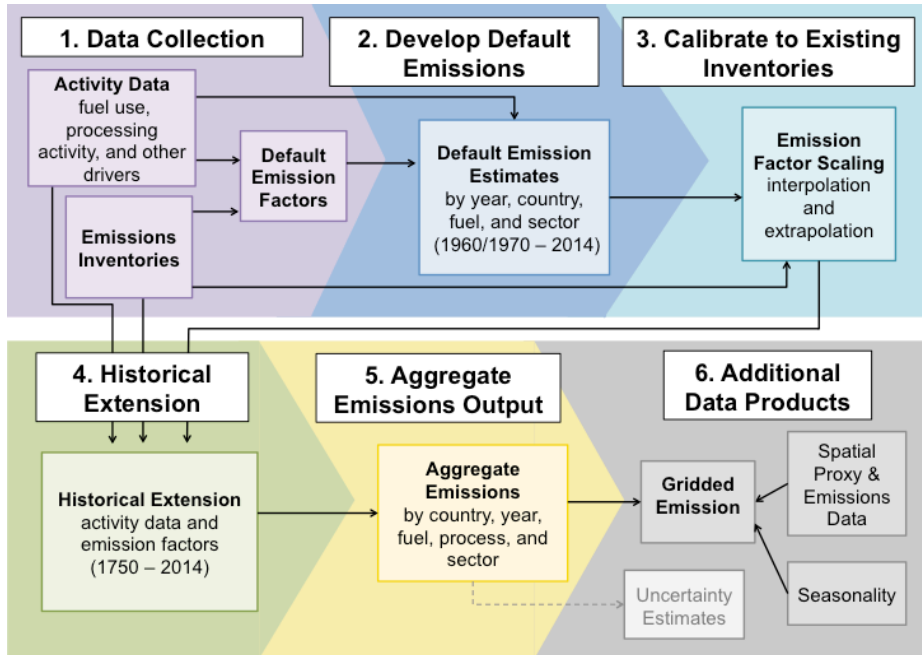 1. Data Collection
2. Develop Default
Emissions
3. Calibrate to Existing
Inventories
Activity Data
fuel use,
processing
activity, and other
drivers
Default
Emission
Factors
Emissions
Inventories
Default Emission
Estimates
by year, country,
fuel, and sector
(1960/1970 – 2014)
Emission
Factor Scaling
interpolation
and
extrapolation
4. Historical
Extension
5. Aggregate
Emissions Output
6. Additional
Data Products
Historical Extension
activity data and
emission factors
(1750 – 2014)
Aggregate
Emissions
by country, year,
fuel, process, and
sector
Gridded
Emission
Spatial
Proxy &
Emissions
Data
Uncertainty
Estimates
Seasonality